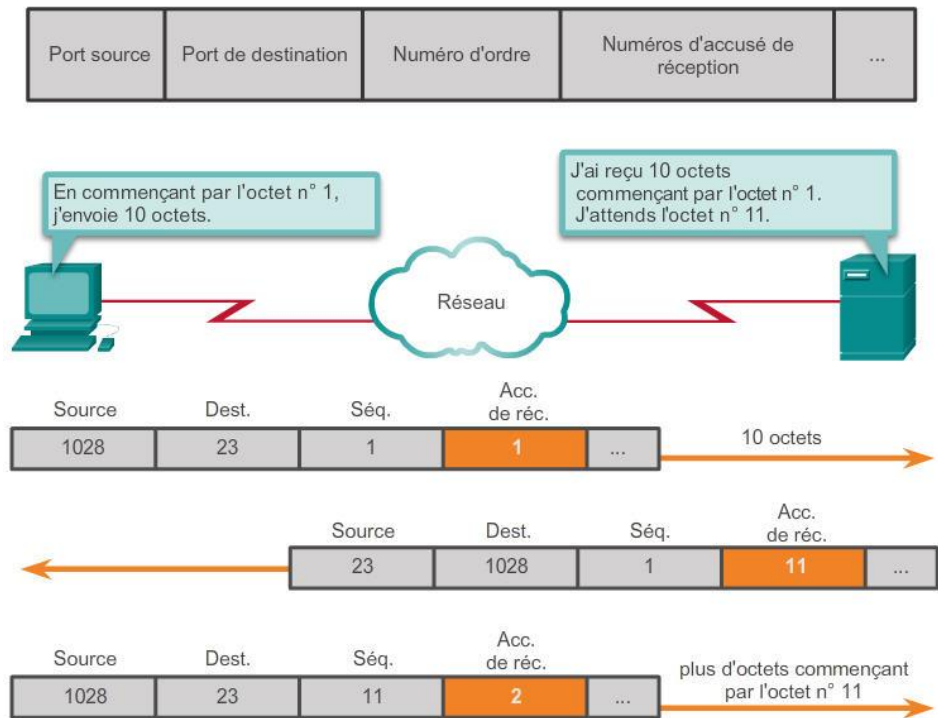 Port source
Port de destination
Numéro d'ordre
Numéros d'accusé de
réception
...
En commençant par l'octet n° 1,
j'envoie 10 octets.
J'ai reçu 10 octets
commençant par l'octet n° 1.
J'attends l'octet n° 11.
Réseau
Source Dest. Séq. Acc.
de réc.
1028 23 1 1 ...
10 octets
Source Dest. Séq. Acc.
de réc.
23 1028 1 11 ...
Source Dest. Séq. Acc.
de réc.
1028 23 11 2 ...
plus d'octets commençant
par l'octet n° 11